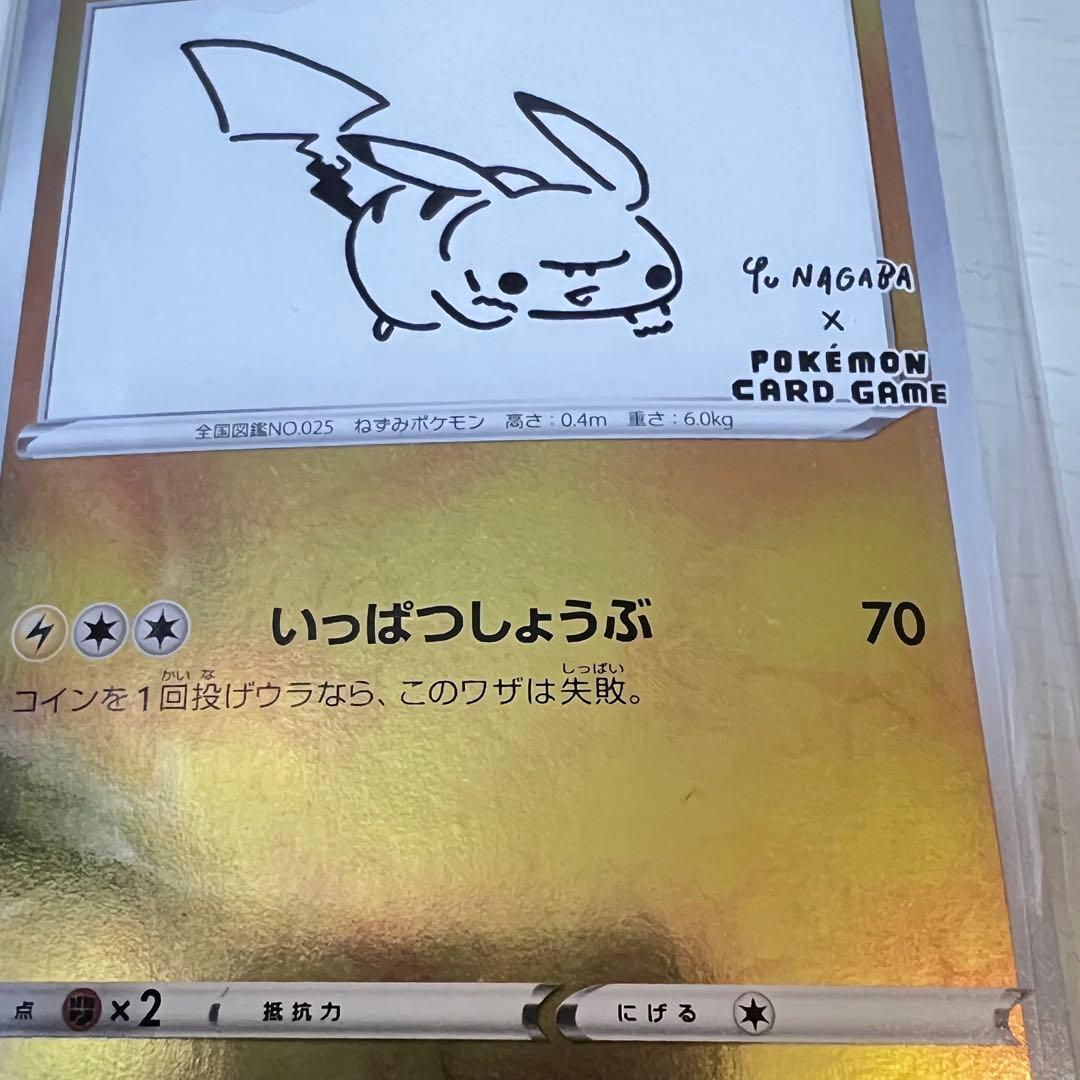 Yu NAGABA
×
POKÉMON
CARD GAME
全国図鑑NO.025 ねずみポケモン 高さ：0.4m 重さ：6.0kg
いっぱつしょうぶ 70
かい な しっぱい
コインを1回投げウラなら、このワザは失敗。
点 ×2 抵抗力 にげる